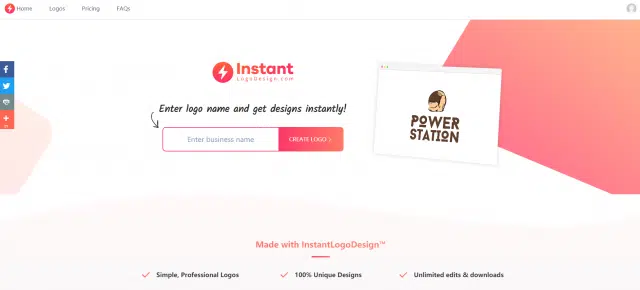 Home
Logos
Pricing
FAQs
Instant
LogoDesign.com
Enter logo name and get designs instantly!
Enter business name
CREATE LOGO
POWER
STATION
Made with InstantLogoDesign™
Simple, Professional Logos
100% Unique Designs
Unlimited edits & downloads